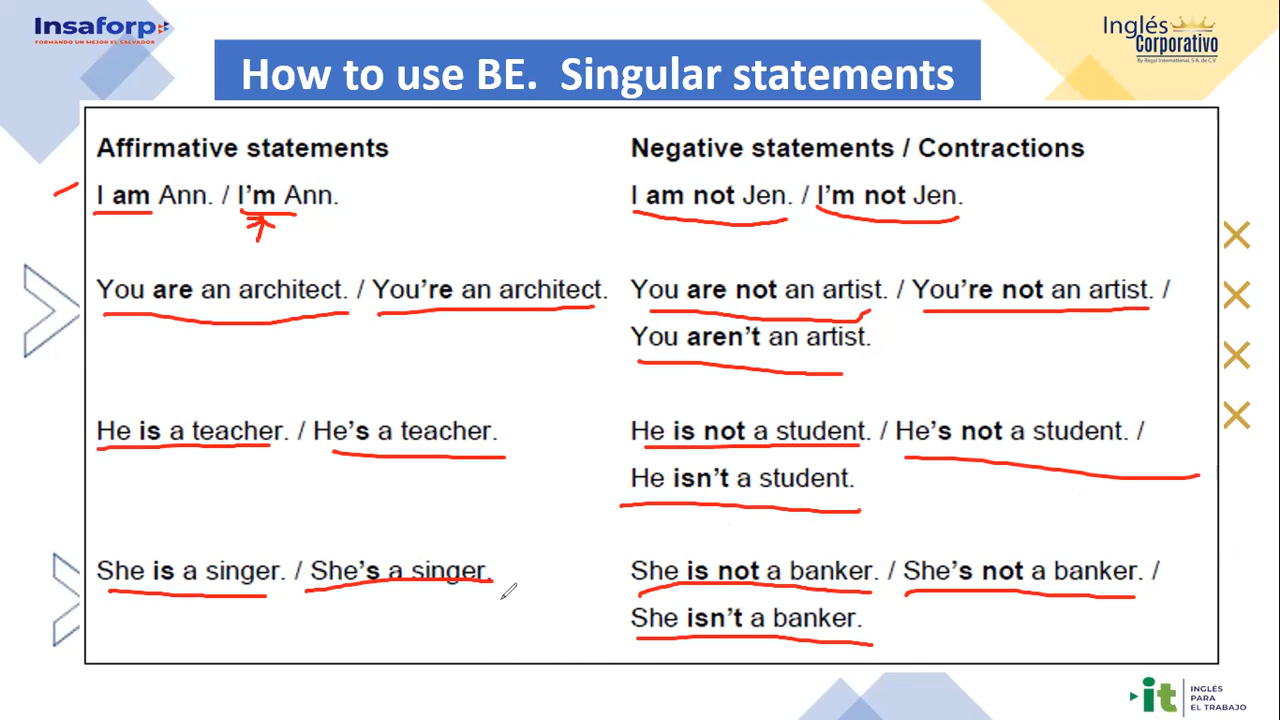 Insaforp
FORMANDO UN MEJOR EL SALVADOR
Inglés
Corporativo
By Regal International, S.A. de C.V
How to use BE. Singular statements
Affirmative statements
Negative statements / Contractions
I am Ann. / I'm Ann.
I am not Jen. / I'm not Jen.
You are an architect. / You're an architect.
You are not an artist. / You're not an artist. /
You aren't an artist.
He is a teacher. / He's a teacher.
He is not a student. / He's not a student. /
He isn't a student.
She is a singer. / She's a singer.
She is not a banker. / She's not a banker. /
She isn't a banker.
it
INGLÉS
PARA
EL TRABAJO